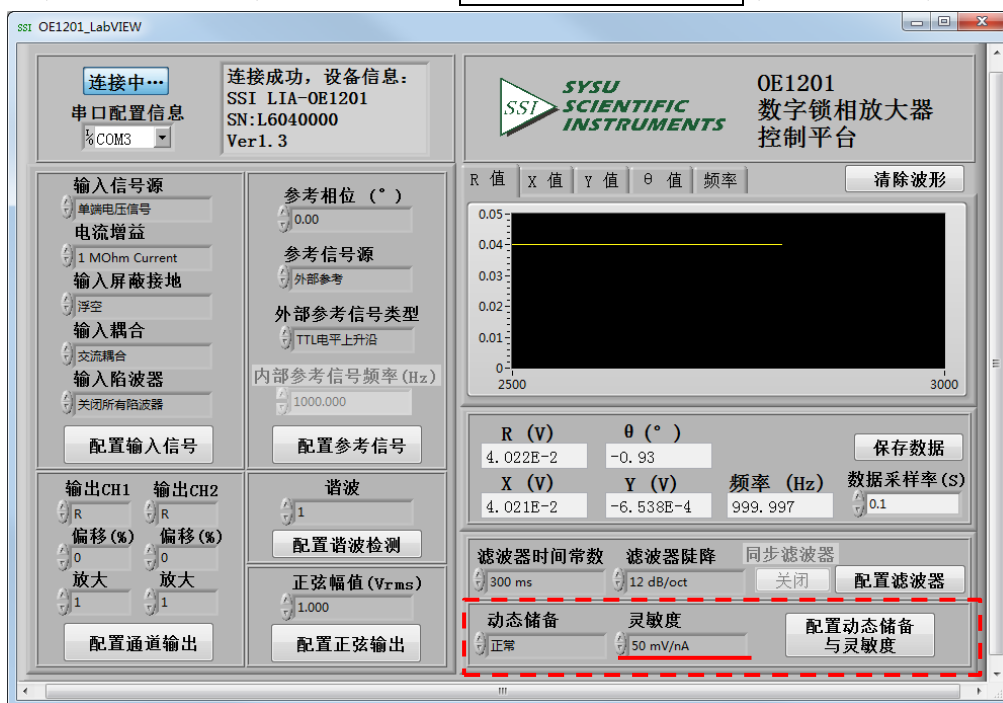 SSI OE1201_LabVIEW
连接中…
串口配置信息
COM3
连接成功，设备信息：
SSI LIA-OE1201
SN:L6040000
Ver1.3
SSI
SYSU
SCIENTIFIC
INSTRUMENTS
OE1201
数字锁相放大器
控制平台
输入信号源
单端电压信号
电流增益
1 MOhm Current
输入屏蔽接地
浮空
输入耦合
交流耦合
输入陷波器
关闭所有陷波器
配置输入信号
参考相位 (°)
0.00
参考信号源
外部参考
外部参考信号类型
TTL电平上升沿
内部参考信号频率(Hz)
1000.000
配置参考信号
输出CH1 输出CH2
R R
偏移(%) 偏移(%)
0 0
放大 放大
1 1
配置通道输出
谐波
1
配置谐波检测
正弦幅值(Vrms)
1.000
配置正弦输出
R 值 X 值 Y 值 θ 值 频率
清除波形
0.05
0.04
0.03
0.02
0.01
0
2500 3000
R (V) θ (°)
4.022E-2 -0.93
保存数据
X (V) Y (V) 频率 (Hz) 数据采样率(S)
4.021E-2 -6.538E-4 999.997 0.1
滤波器时间常数 滤波器陡降 同步滤波器
300 ms 12 dB/oct 关闭 配置滤波器
动态储备 灵敏度
正常 50 mV/nA
配置动态储备
与灵敏度